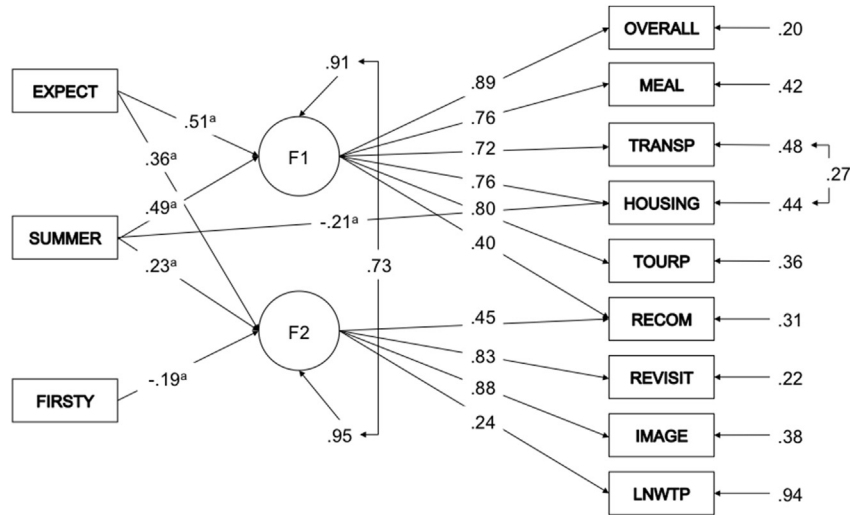 OVERALL
.20
.91
EXPECT
.89
MEAL
.42
.51ᵃ
.76
F1
.72
TRANSP
.48
.36ᵃ
.76
.27
.49ᵃ
.80
HOUSING
.44
-.21ᵃ
SUMMER
.40
.23ᵃ
.73
TOURP
.36
F2
.45
RECOM
.31
.83
-.19ᵃ
.88
REVISIT
.22
FIRSTY
.24
.95
IMAGE
.38
LNWTP
.94